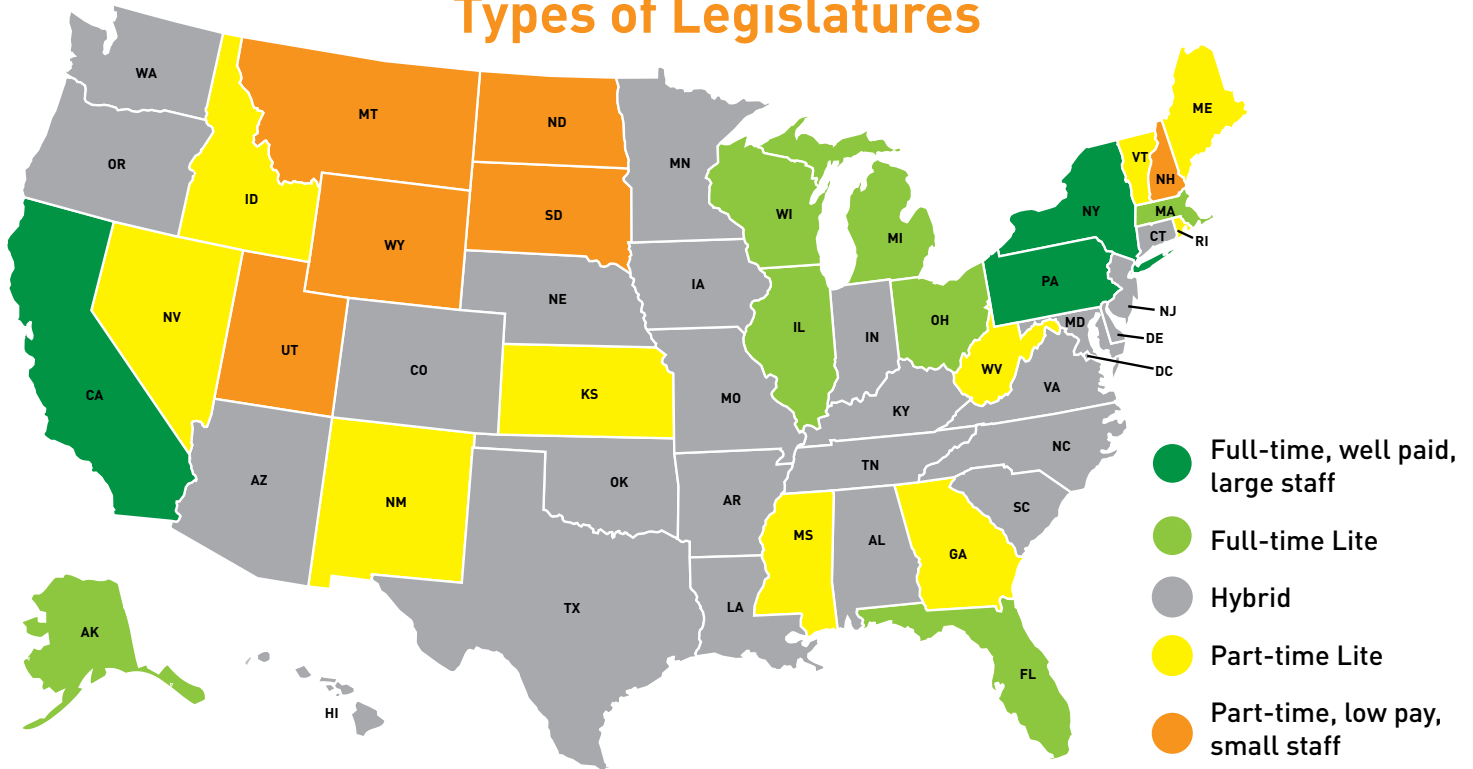 Types of Legislatures
WA
MT
ND
MN
ME
OR
ID
SD
WI
MI
NY
VT
NH
MA
CT
RI
WY
NV
UT
CO
NE
IA
IL
IN
OH
PA
NJ
MD
DE
DC
CA
KS
MO
KY
WV
VA
AZ
NM
OK
AR
TN
NC
SC
MS
AL
GA
TX
LA
FL
AK
HI
Full-time, well paid,
large staff
Full-time Lite
Hybrid
Part-time Lite
Part-time, low pay,
small staff